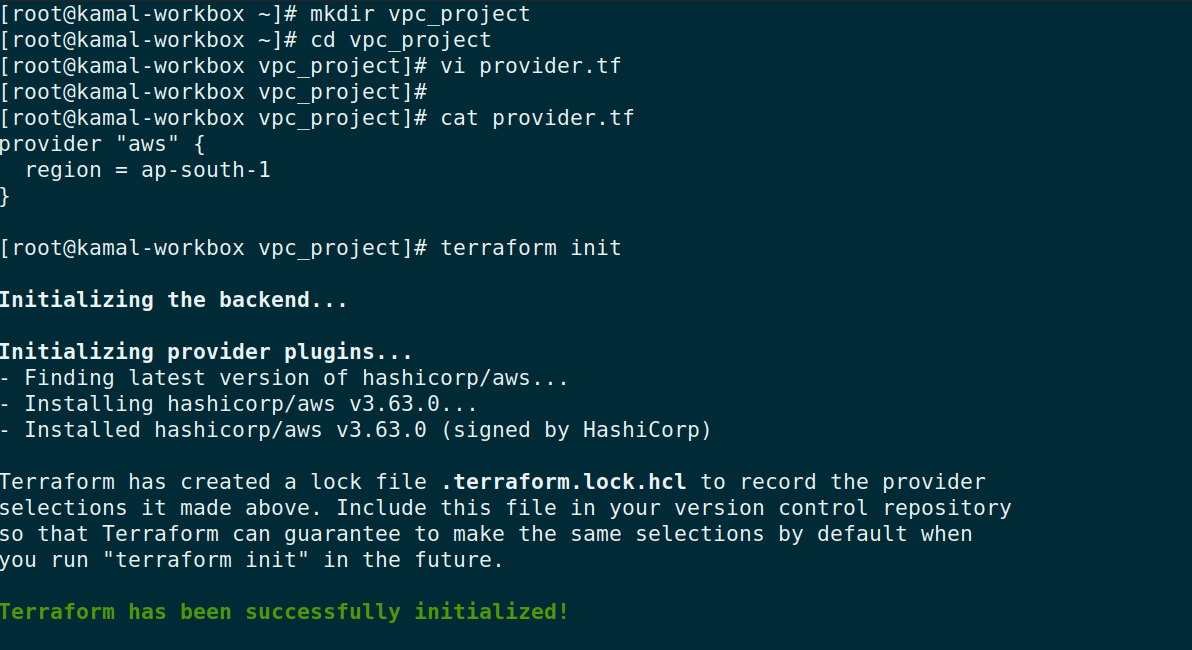 [root@kamal-workbox ~]# mkdir vpc_project
[root@kamal-workbox ~]# cd vpc_project
[root@kamal-workbox vpc_project]# vi provider.tf
[root@kamal-workbox vpc_project]#
[root@kamal-workbox vpc_project]# cat provider.tf
provider "aws" {
  region = ap-south-1
}
[root@kamal-workbox vpc_project]# terraform init
Initializing the backend...
Initializing provider plugins...
- Finding latest version of hashicorp/aws...
- Installing hashicorp/aws v3.63.0...
- Installed hashicorp/aws v3.63.0 (signed by HashiCorp)
Terraform has created a lock file .terraform.lock.hcl to record the provider
selections it made above. Include this file in your version control repository
so that Terraform can guarantee to make the same selections by default when
you run "terraform init" in the future.
Terraform has been successfully initialized!